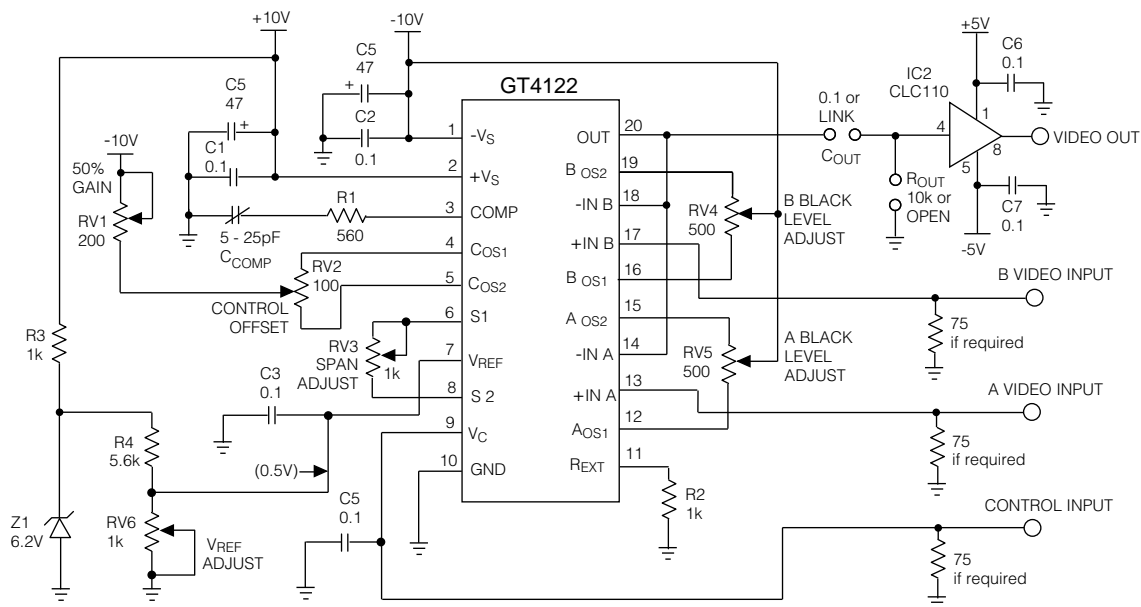 +10V
-10V
+5V
C5
47
+
C5
47
+
C6
0.1
GT4122
IC2
CLC110
C2
0.1
C1
0.1
-10V
50%
GAIN
RV1
200
0.1 or
LINK
COUT
1
4
8
5
VIDEO OUT
ROUT
10k or
OPEN
C7
0.1
-5V
1
-VS
2
+VS
3
COMP
4
COS1
5
COS2
6
S1
7
VREF
8
S 2
9
VC
10
GND
OUT
20
B OS2
19
-IN B
18
+IN B
17
B OS1
16
A OS2
15
-IN A
14
+IN A
13
AOS1
12
REXT
11
R1
560
5 - 25pF
CCOMP
RV2
100
CONTROL
OFFSET
RV3
1k
SPAN
ADJUST
RV4
500
B BLACK
LEVEL
ADJUST
B VIDEO INPUT
75
if required
RV5
500
A BLACK
LEVEL
ADJUST
A VIDEO INPUT
75
if required
R3
1k
C3
0.1
R4
5.6k
(0.5V)
C5
0.1
R2
1k
CONTROL INPUT
75
if required
Z1
6.2V
RV6
1k
VREF
ADJUST